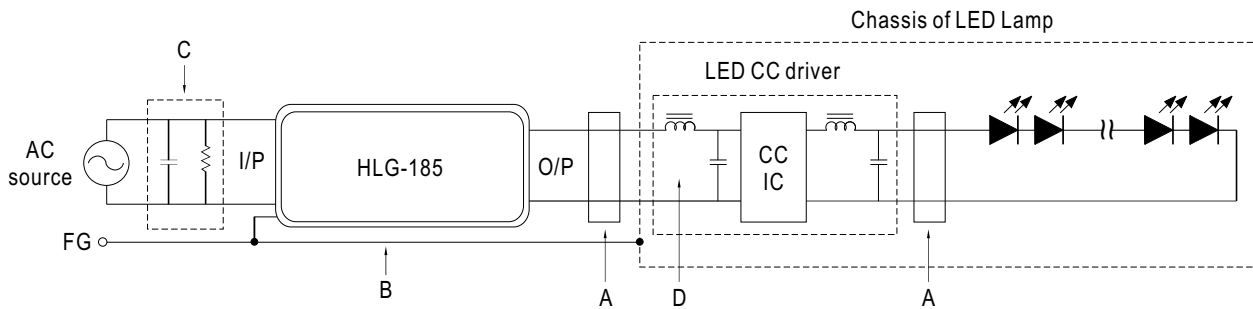 Chassis of LED Lamp
C
LED CC driver
AC
source
I/P
HLG-185
O/P
CC
IC
FG
B
A
D
A